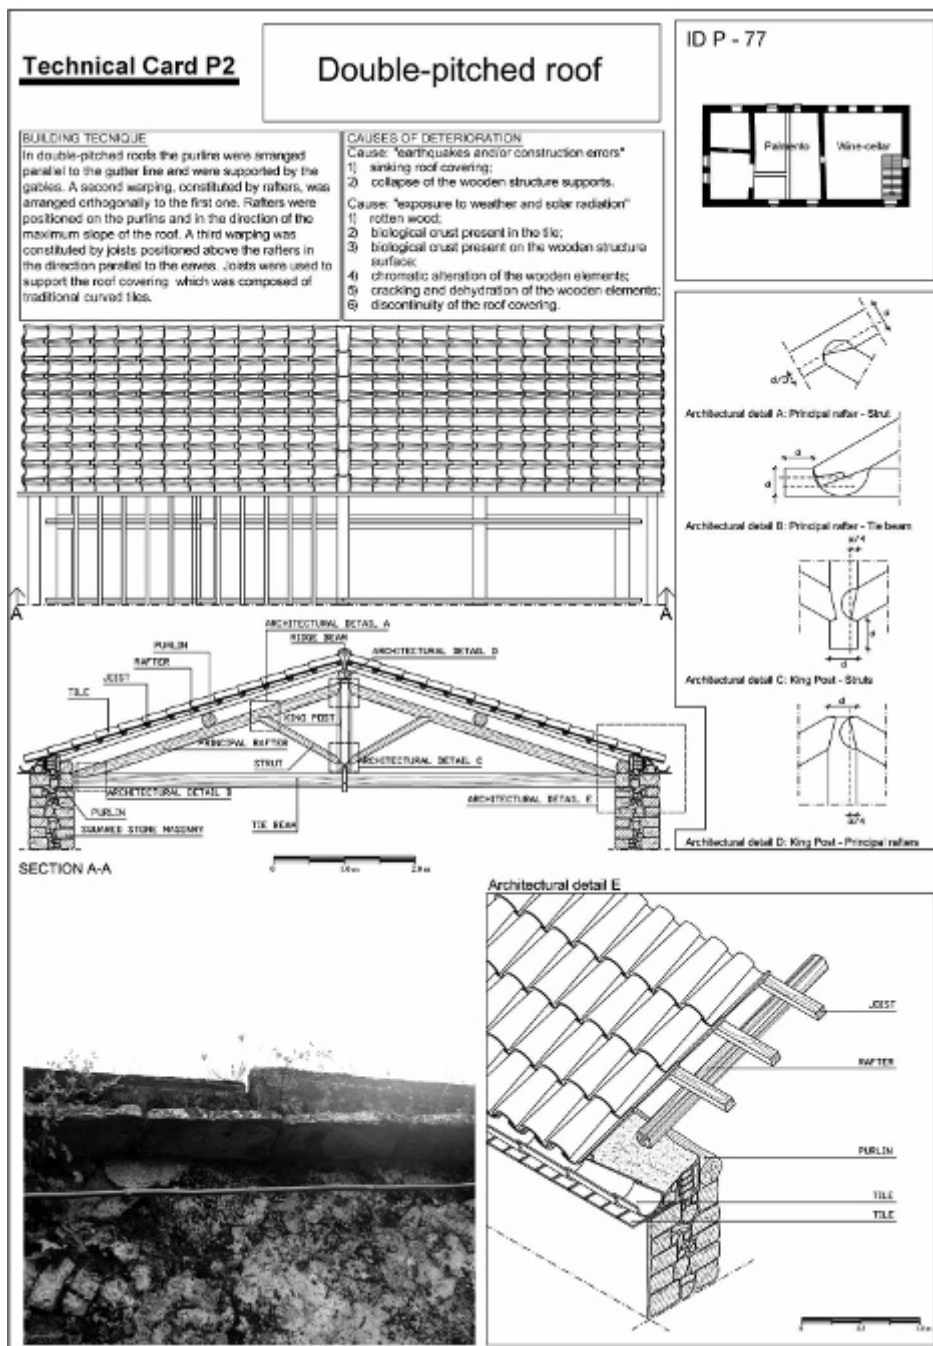 Technical Card P2
Double-pitched roof
ID P - 77
Palmento
Wine-cellar
BUILDING TECNIQUE
In double-pitched roofs the purlins were arranged
parallel to the gutter line and were supported by the
gables. A second warping, constituted by rafters, was
arranged orthogonally to the first one. Rafters were
positioned on the purlins and in the direction of the
maximum slope of the roof. A third warping was
constituted by joists positioned above the rafters in
the direction parallel to the eaves. Joists were used to
support the roof covering which was composed of
traditional curved tiles.
CAUSES OF DETERIORATION
Cause: "earthquakes and/or construction errors"
1) sinking roof covering;
2) collapse of the wooden structure supports.
Cause: "exposure to weather and solar radiation"
1) rotten wood;
2) biological crust present in the tile;
3) biological crust present on the wooden structure
surface;
4) chromatic alteration of the wooden elements;
5) cracking and dehydration of the wooden elements;
6) discontinuity of the roof covering.
d
d/3
Architectural detail A: Principal rafter - Strut
d
d
Architectural detail B: Principal rafter - Tie beam
d
d
Architectural detail C: King Post - Struts
d
Architectural detail D: King Post - Principal rafters
A
A
ARCHITECTURAL DETAIL A
RIDGE BEAM
PURLIN
ARCHITECTURAL DETAIL D
RAFTER
JOIST
TILE
KING POST
PRINCIPAL RAFTER
STRUT
ARCHITECTURAL DETAIL C
ARCHITECTURAL DETAIL B
ARCHITECTURAL DETAIL E
PURLIN
TIE BEAM
SQUARED STONE MASONRY
0 1.0m 2.0m
SECTION A-A
Architectural detail E
JOIST
RAFTER
PURLIN
TILE
TILE